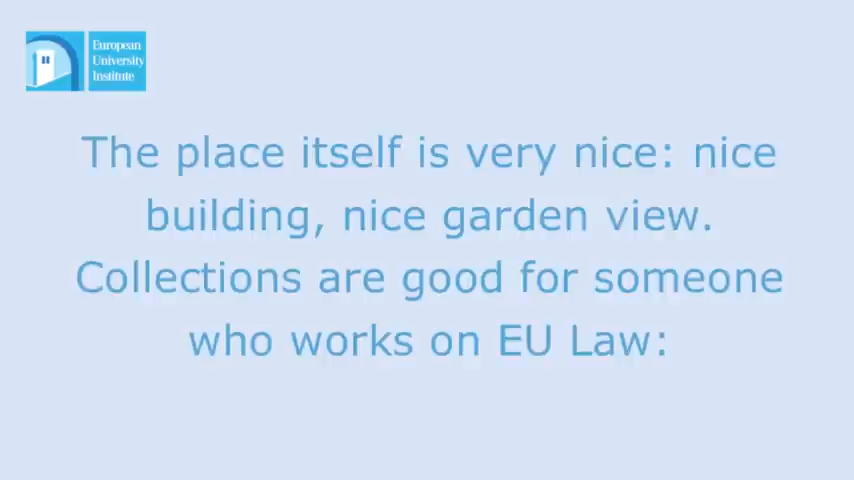 European
University
Institute
The place itself is very nice: nice
building, nice garden view.
Collections are good for someone
who works on EU Law: